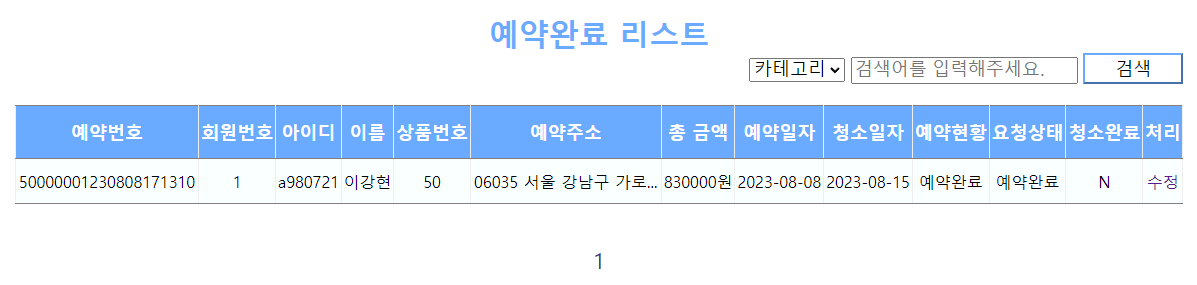 예약완료 리스트
카테고리 검색어를 입력해주세요. 검색
예약번호 회원번호 아이디 이름 상품번호 예약주소 총 금액 예약일자 청소일자 예약현황 요청상태 청소완료 처리
50000001230808171310 1 a980721 이강현 50 06035 서울 강남구 가로... 830000원 2023-08-08 2023-08-15 예약완료 예약완료 N 수정
1